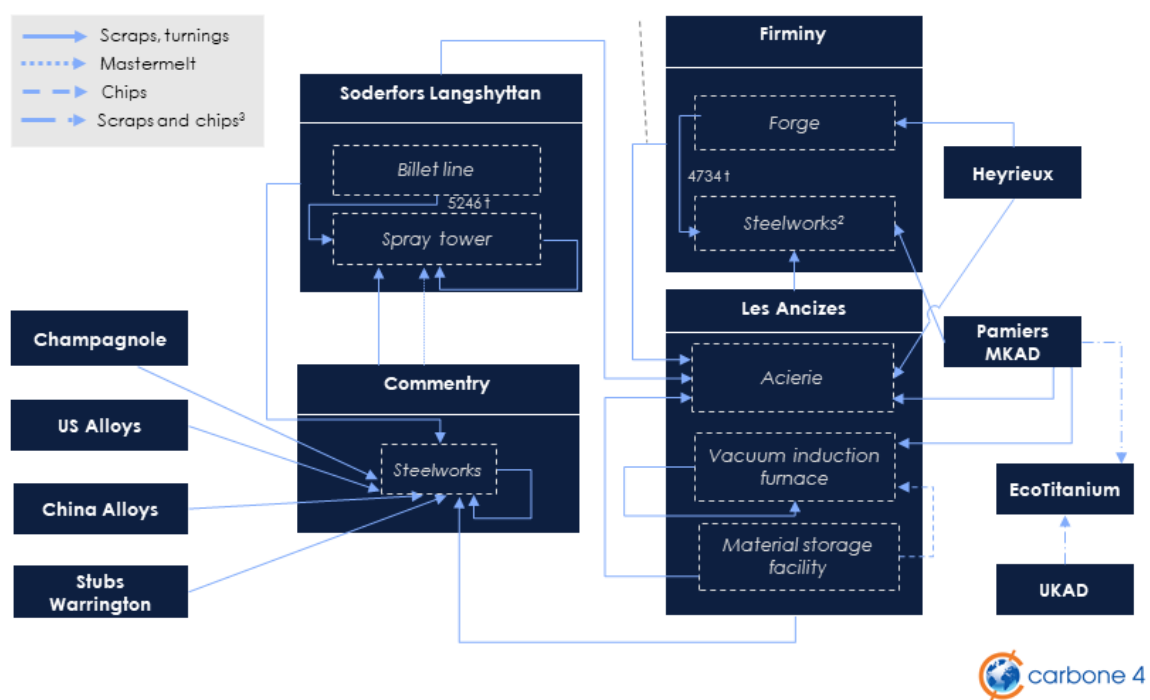 Scraps, turnings
Mastermelt
Chips
Scraps and chips³
Soderfors Langshyttan
Billet line
5246 t
Spray tower
Firminy
Forge
4734 t
Steelworks²
Heyrieux
Les Ancizes
Acierie
Vacuum induction
furnace
Material storage
facility
Pamiers
MKAD
EcoTitanium
UKAD
Champagnole
US Alloys
China Alloys
Stubs
Warrington
Commentry
Steelworks
carbone 4